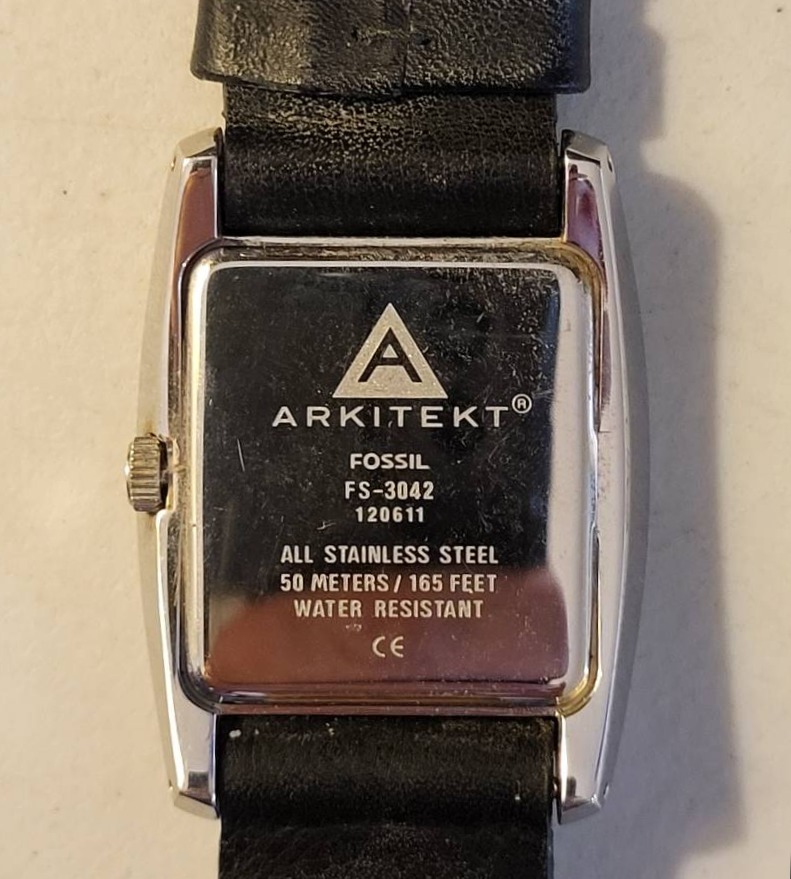 A
ARKITEKT®
FOSSIL
FS-3042
120611
ALL STAINLESS STEEL
50 METERS / 165 FEET
WATER RESISTANT
CE